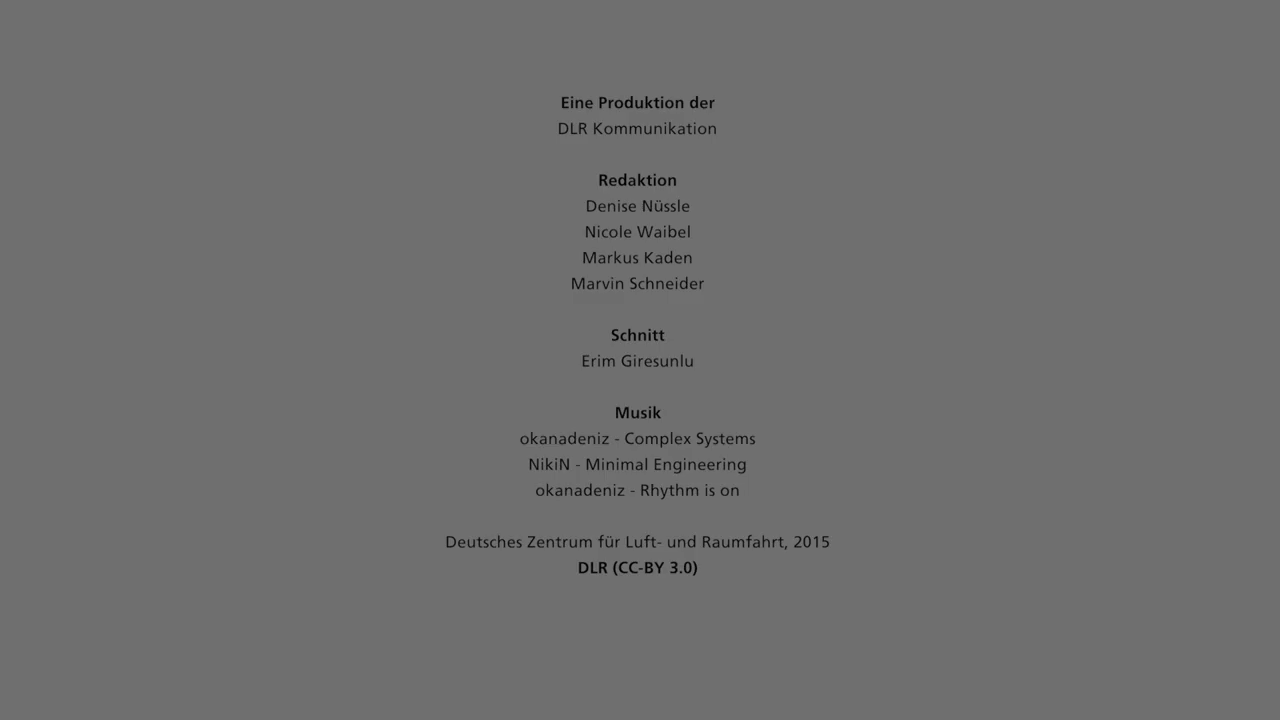 Eine Produktion der
DLR Kommunikation
Redaktion
Denise Nüssle
Nicole Waibel
Markus Kaden
Marvin Schneider
Schnitt
Erim Giresunlu
Musik
okanadeniz - Complex Systems
NikiN - Minimal Engineering
okanadeniz - Rhythm is on
Deutsches Zentrum für Luft- und Raumfahrt, 2015
DLR (CC-BY 3.0)